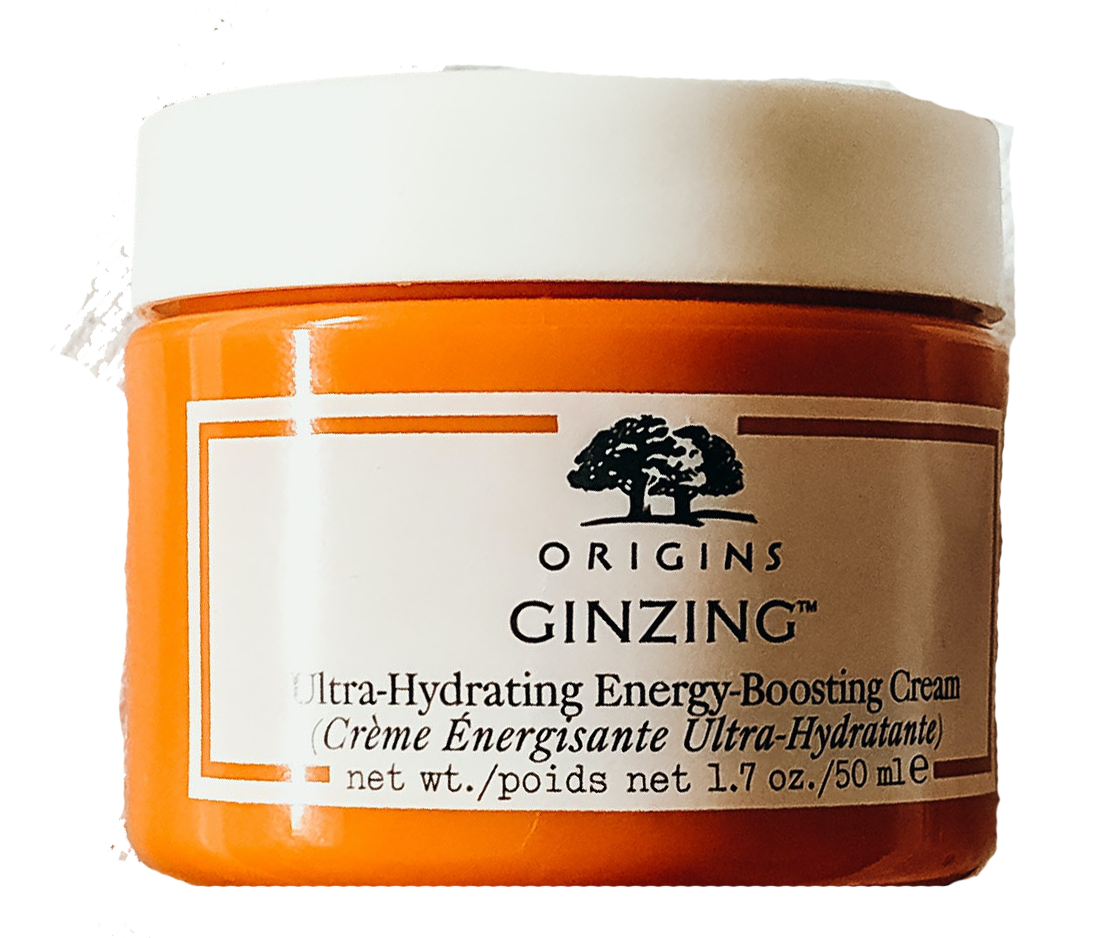 ORIGINS
GINZING™
Ultra-Hydrating Energy-Boosting Cream
(Crème Énergisante Ultra-Hydratante)
net wt./poids net 1.7 oz./50 ml℮